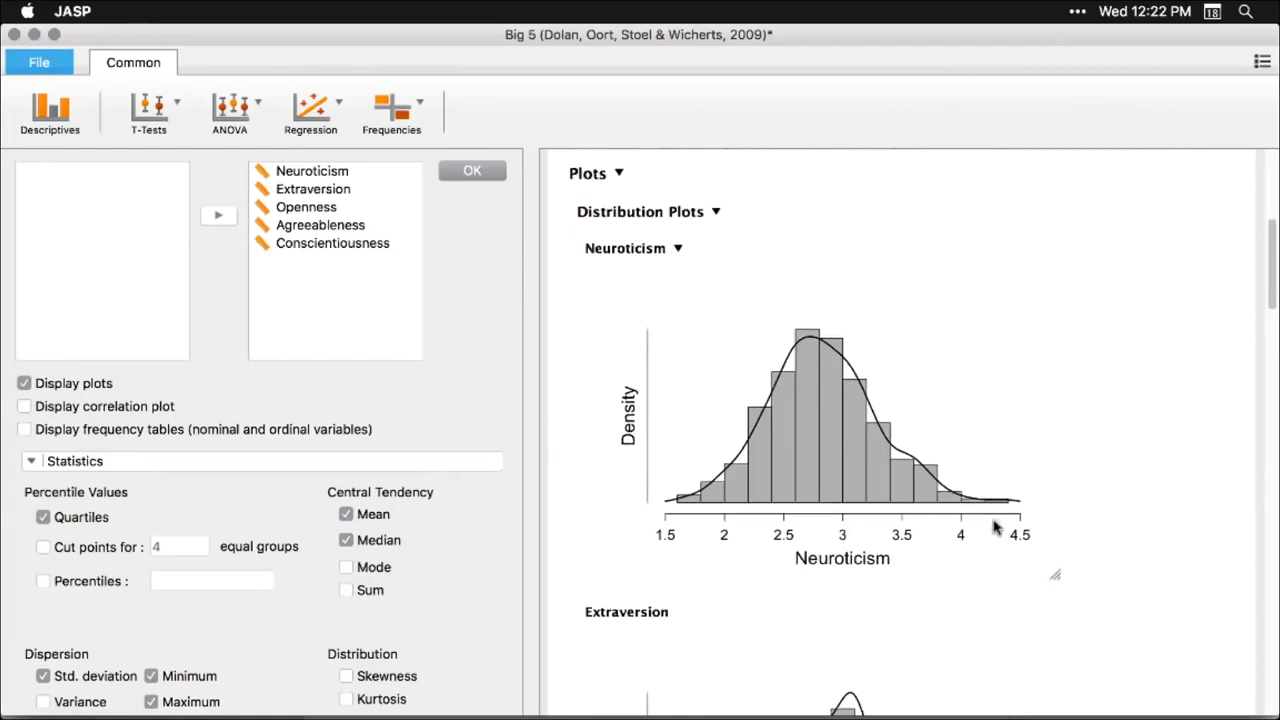 JASP
••• Wed 12:22 PM 18
Big 5 (Dolan, Oort, Stoel & Wicherts, 2009)*
File Common
Descriptives T-Tests ANOVA Regression Frequencies
Neuroticism
Extraversion
Openness
Agreeableness
Conscientiousness
OK
Display plots
Display correlation plot
Display frequency tables (nominal and ordinal variables)
Statistics
Percentile Values
Quartiles
Cut points for : 4 equal groups
Percentiles :
Central Tendency
Mean
Median
Mode
Sum
Dispersion
Std. deviation Minimum
Variance Maximum
Distribution
Skewness
Kurtosis
Plots
Distribution Plots
Neuroticism
Density
1.5 2 2.5 3 3.5 4 4.5
Neuroticism
Extraversion